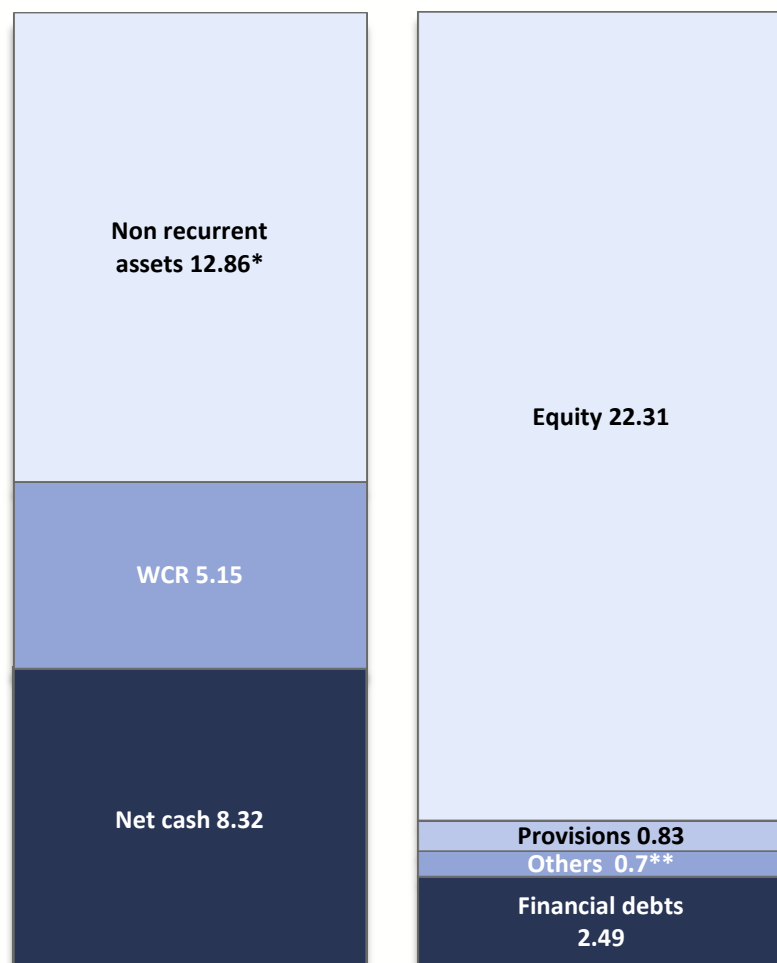 Non recurrent
assets 12.86*
WCR 5.15
Net cash 8.32
Equity 22.31
Provisions 0.83
Others  0.7**
Financial debts
2.49